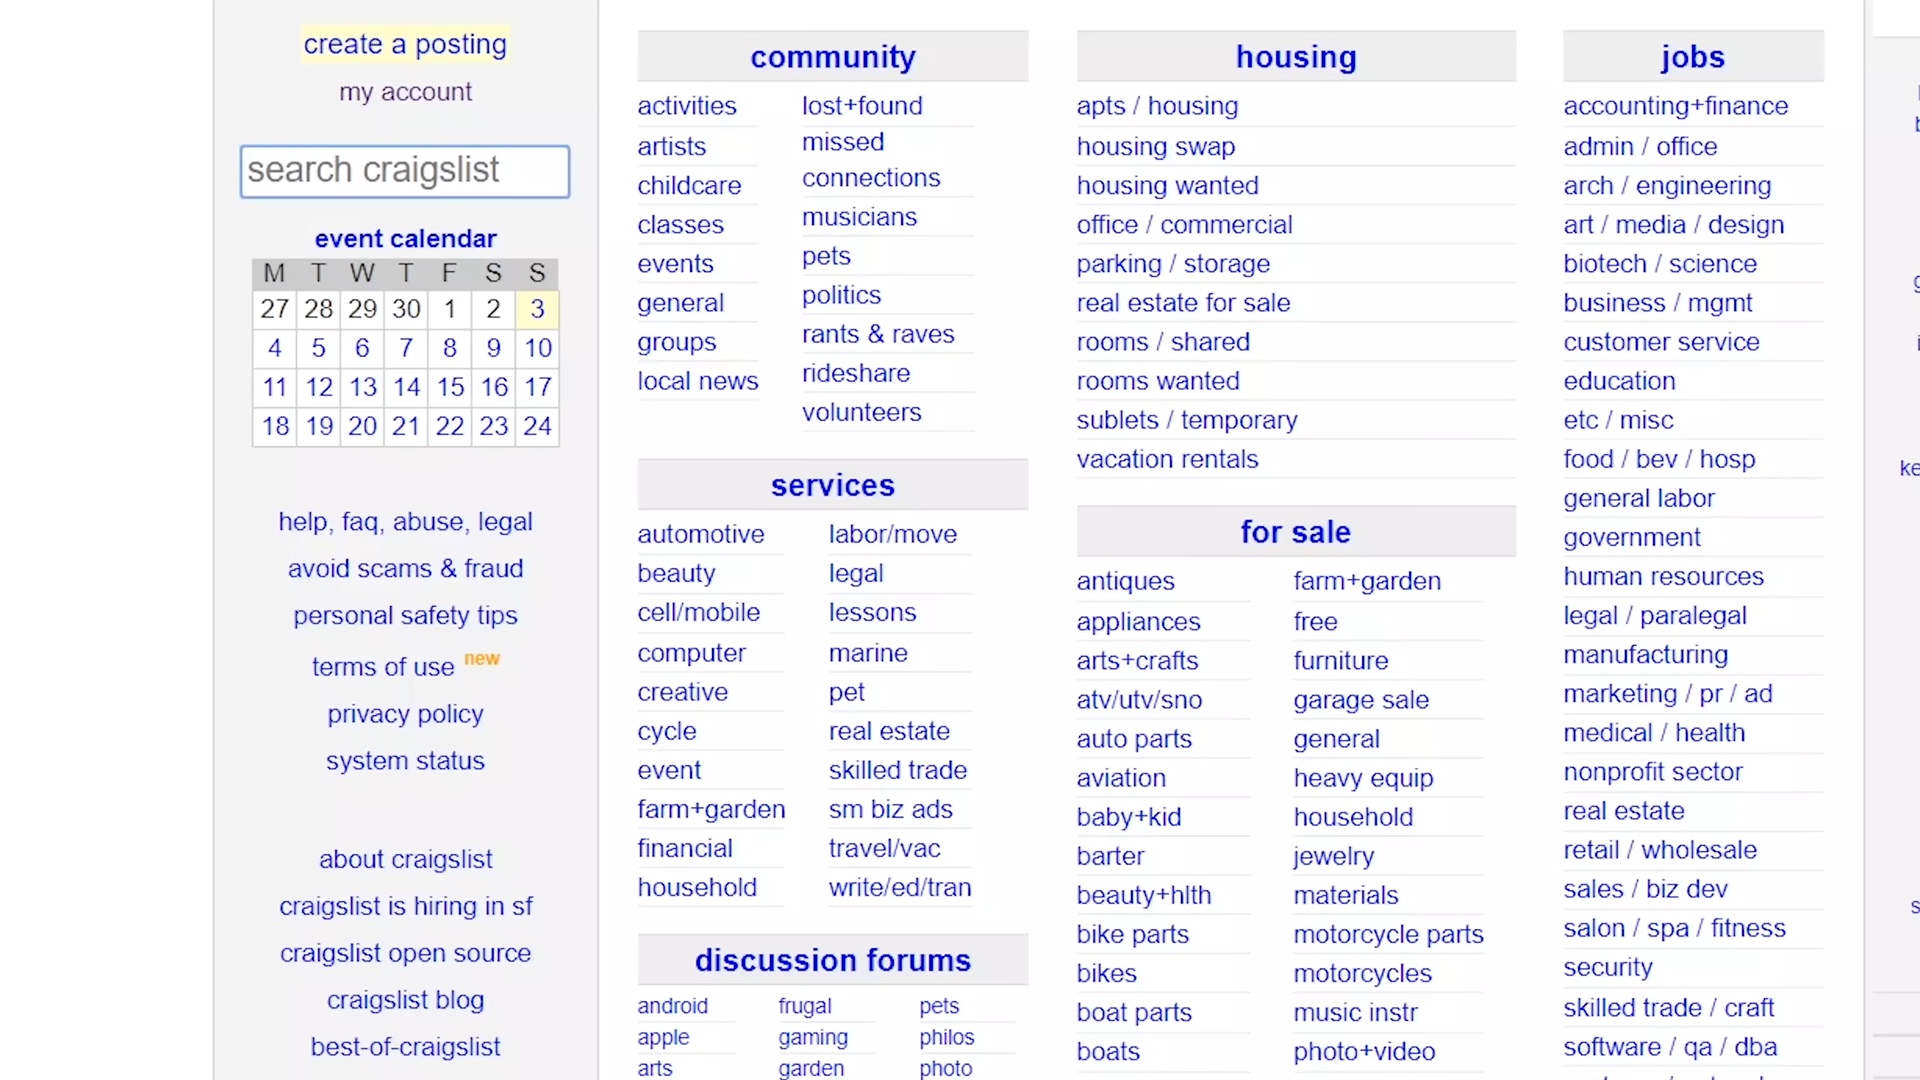 create a posting
my account
search craigslist
event calendar
M T W T F S S
27 28 29 30 1 2 3
4 5 6 7 8 9 10
11 12 13 14 15 16 17
18 19 20 21 22 23 24
help, faq, abuse, legal
avoid scams & fraud
personal safety tips
terms of use new
privacy policy
system status
about craigslist
craigslist is hiring in sf
craigslist open source
craigslist blog
best-of-craigslist
community
activities
artists
childcare
classes
events
general
groups
local news
lost+found
missed
connections
musicians
pets
politics
rants & raves
rideshare
volunteers
services
automotive
beauty
cell/mobile
computer
creative
cycle
event
farm+garden
financial
household
labor/move
legal
lessons
marine
pet
real estate
skilled trade
sm biz ads
travel/vac
write/ed/tran
discussion forums
android
apple
arts
frugal
gaming
garden
pets
philos
photo
housing
apts / housing
housing swap
housing wanted
office / commercial
parking / storage
real estate for sale
rooms / shared
rooms wanted
sublets / temporary
vacation rentals
for sale
antiques
appliances
arts+crafts
atv/utv/sno
auto parts
aviation
baby+kid
barter
beauty+hlth
bike parts
bikes
boat parts
boats
farm+garden
free
furniture
garage sale
general
heavy equip
household
jewelry
materials
motorcycle parts
motorcycles
music instr
photo+video
jobs
accounting+finance
admin / office
arch / engineering
art / media / design
biotech / science
business / mgmt
customer service
education
etc / misc
food / bev / hosp
general labor
government
human resources
legal / paralegal
manufacturing
marketing / pr / ad
medical / health
nonprofit sector
real estate
retail / wholesale
sales / biz dev
salon / spa / fitness
security
skilled trade / craft
software / qa / dba